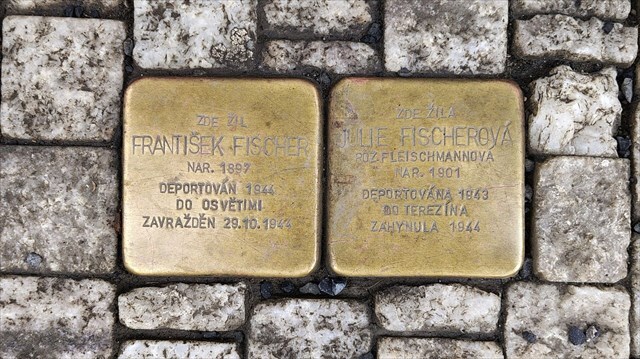 ZDE ŽIL
FRANTIŠEK FISCHER
NAR. 1897
DEPORTOVÁN 1944
DO OSVĚTIMI
ZAVRAŽDĚN 29.10.1944
ZDE ŽILA
JULIE FISCHEROVÁ
ROZ. FLEISCHMANNOVÁ
NAR. 1901
DEPORTOVÁNA 1943
DO TEREZÍNA
ZAHYNULA 1944